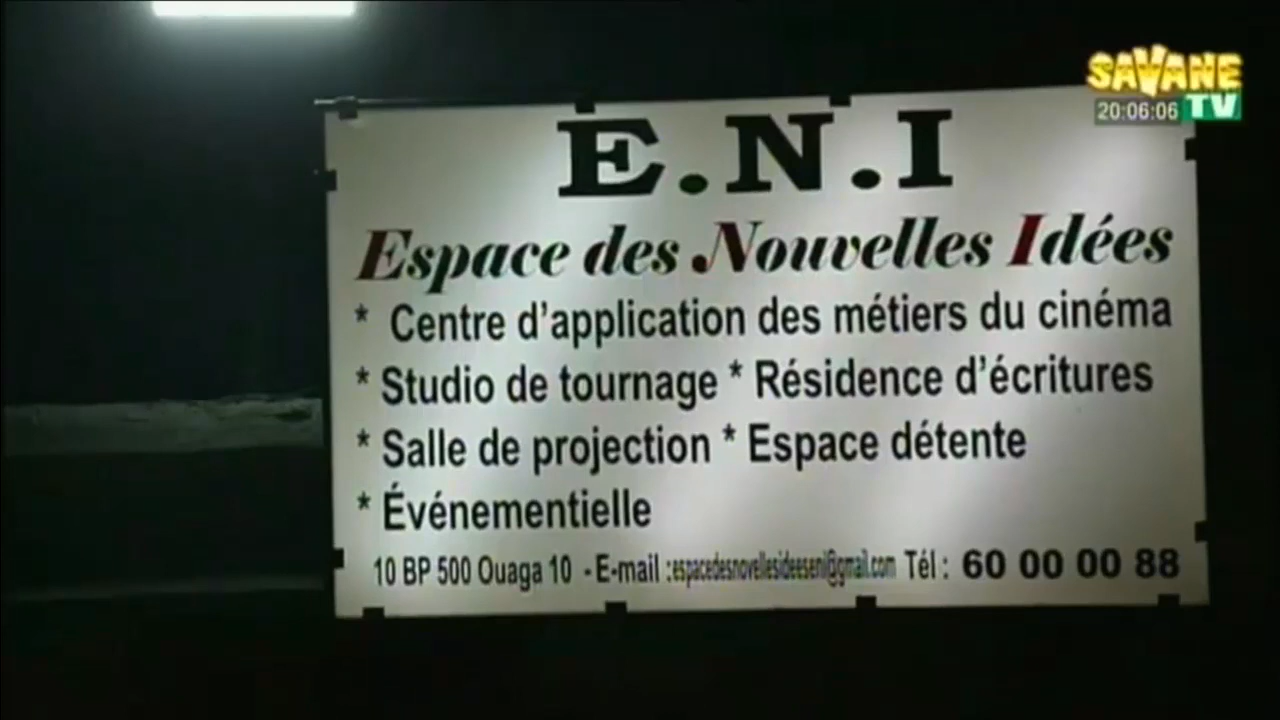 SAVANE
20:06:06 TV
E.N.I
Espace des Nouvelles Idées
* Centre d'application des métiers du cinéma
* Studio de tournage * Résidence d'écritures
* Salle de projection * Espace détente
* Événementielle
10 BP 500 Ouaga 10 - E-mail :espacedesnovellesideeseni@gmail.com Tél : 60 00 00 88